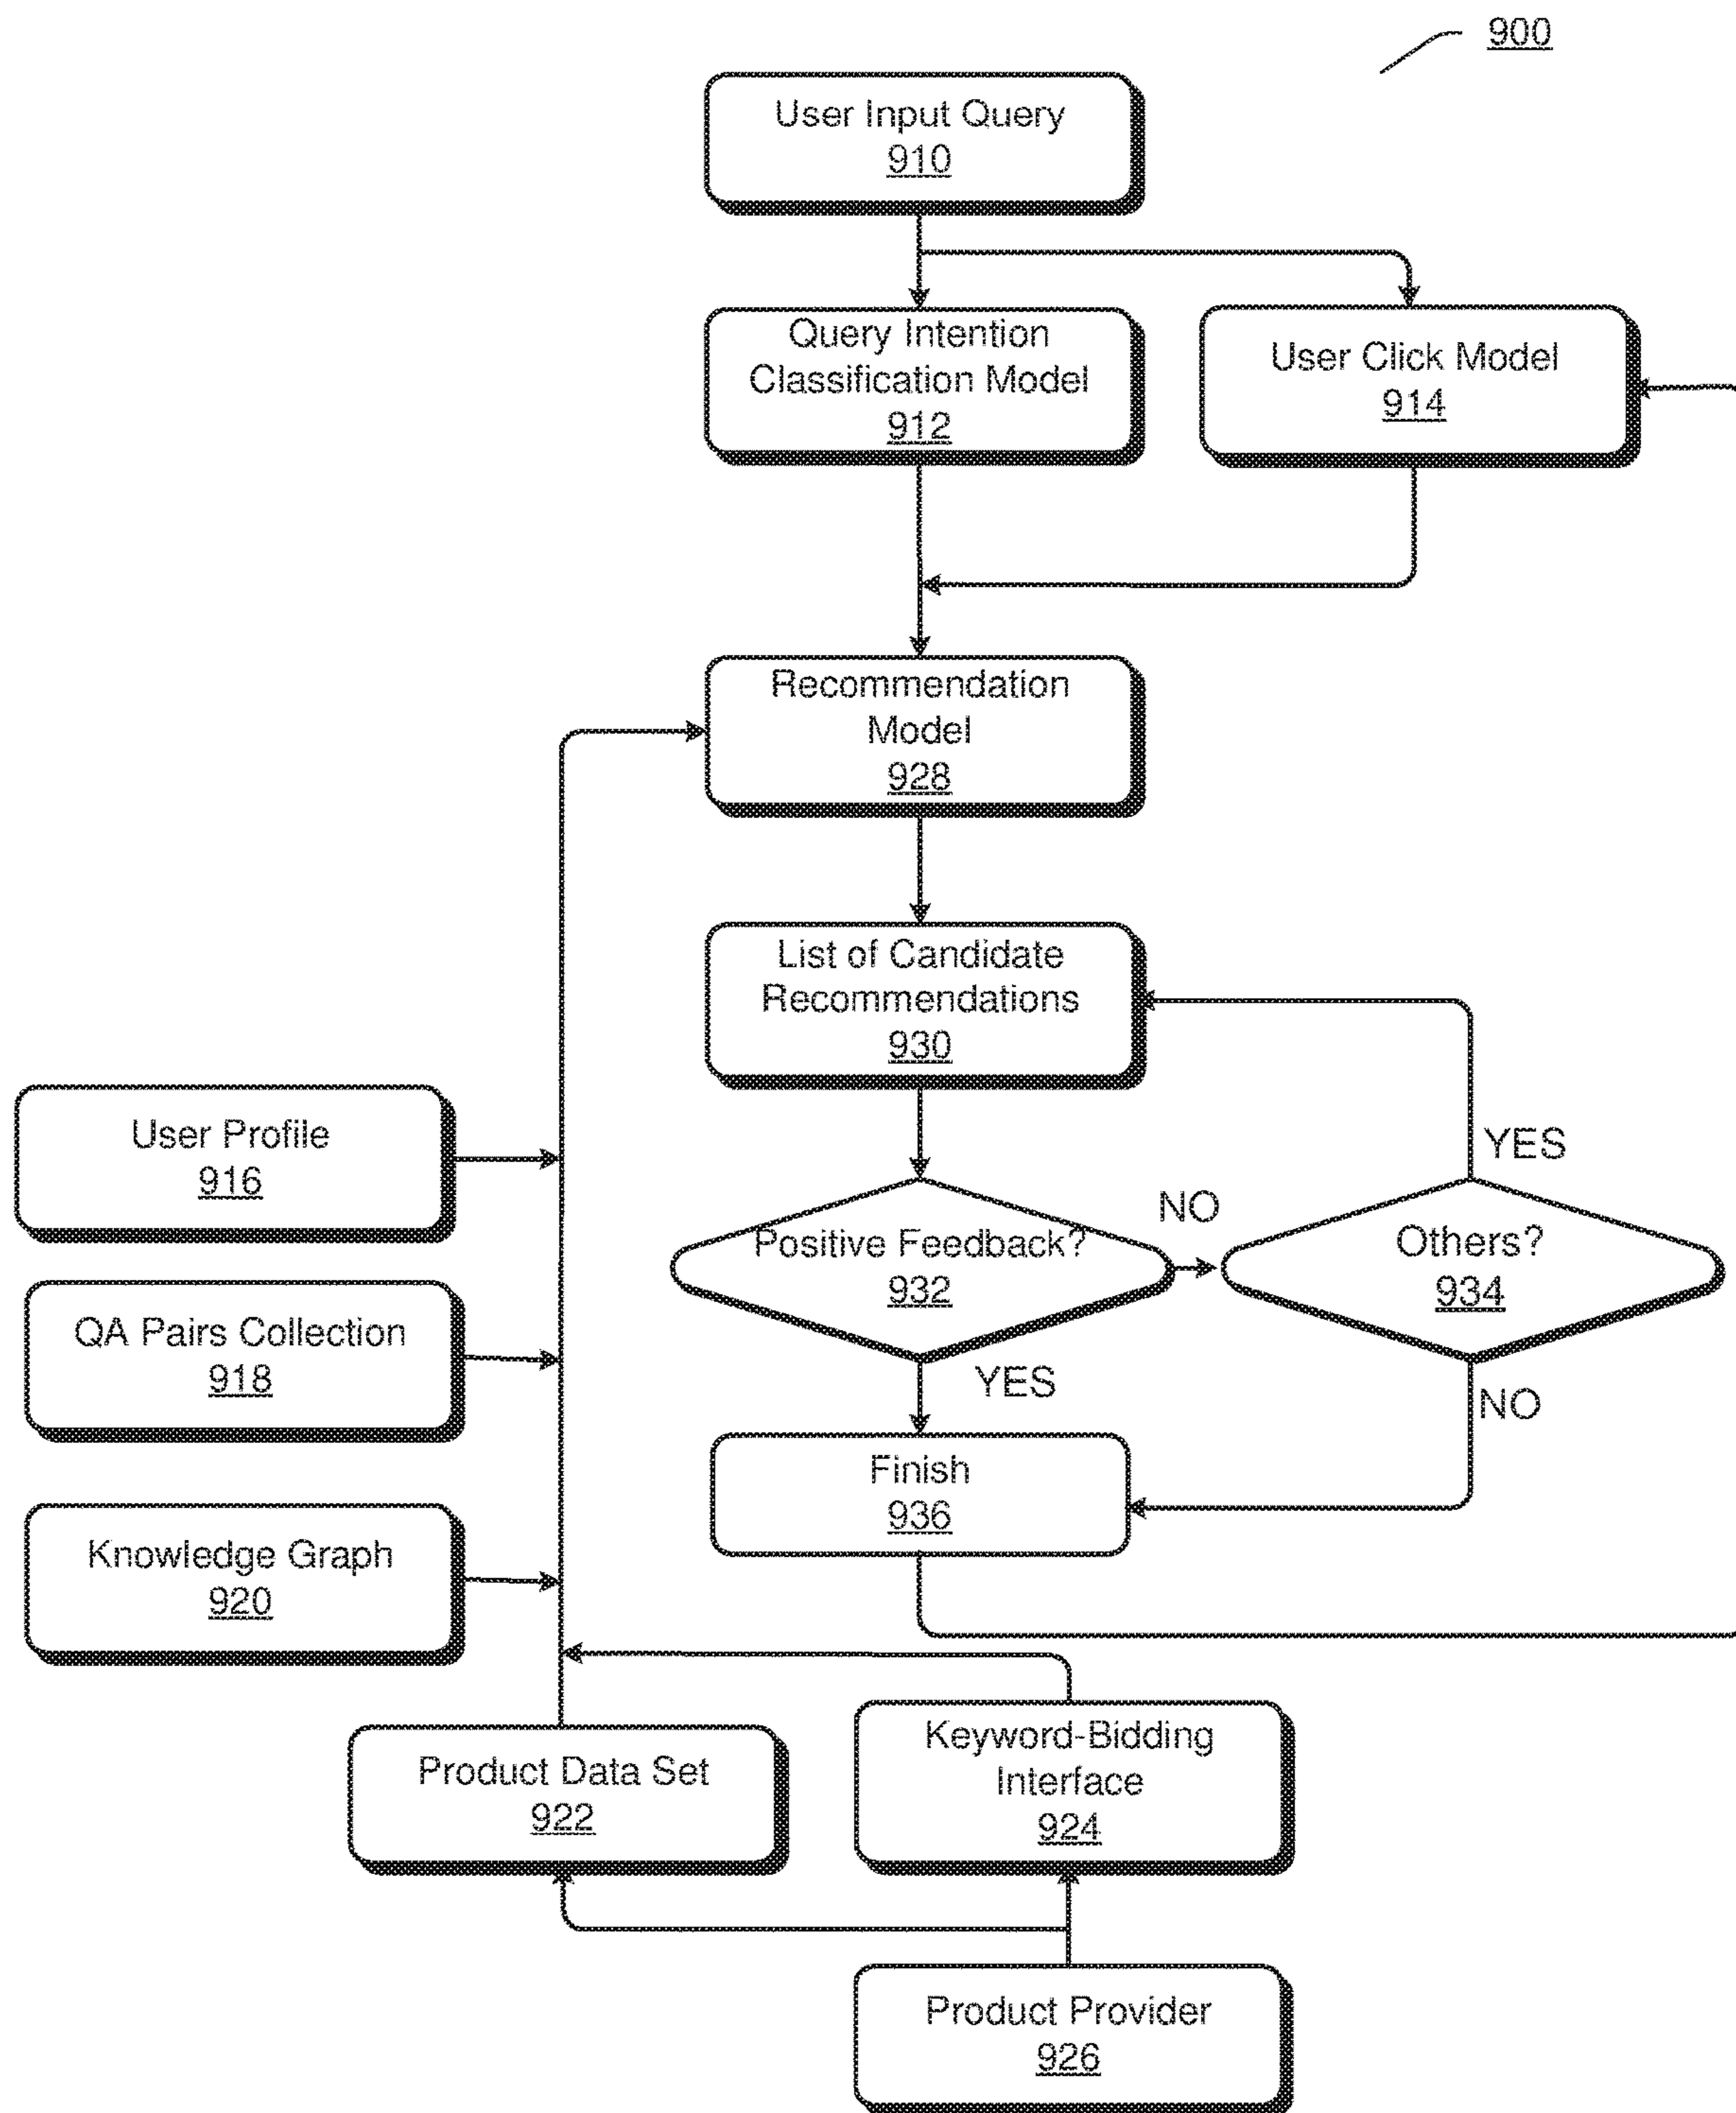 900
User Input Query
910
Query Intention
Classification Model
912
User Click Model
914
Recommendation
Model
928
List of Candidate
Recommendations
930
User Profile
916
YES
NO
Positive Feedback?
932
Others?
934
QA Pairs Collection
918
YES
NO
Finish
936
Knowledge Graph
920
Keyword-Bidding
Interface
924
Product Data Set
922
Product Provider
926